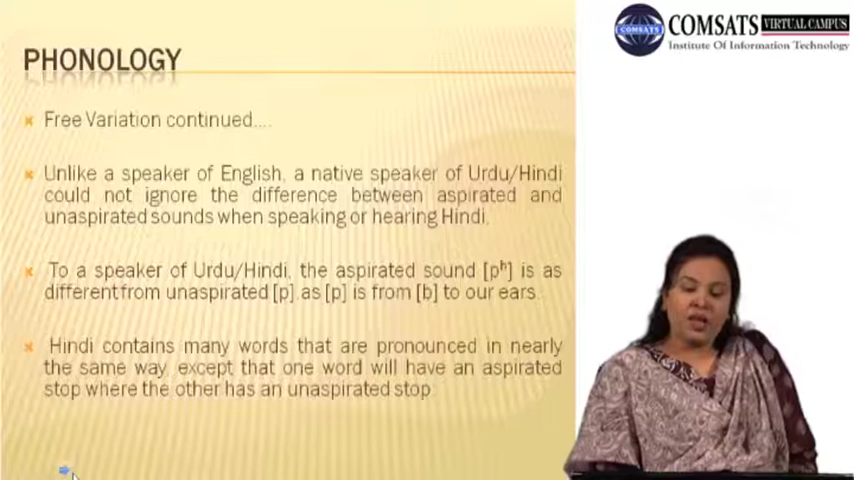 COMSATS VIRTUAL CAMPUS
COMSATS
Institute Of Information Technology
PHONOLOGY
Free Variation continued....
Unlike a speaker of English, a native speaker of Urdu/Hindi
could not ignore the difference between aspirated and
unaspirated sounds when speaking or hearing Hindi.
To a speaker of Urdu/Hindi, the aspirated sound [pʰ] is as
different from unaspirated [p] as [p] is from [b] to our ears.
Hindi contains many words that are pronounced in nearly
the same way, except that one word will have an aspirated
stop where the other has an unaspirated stop.